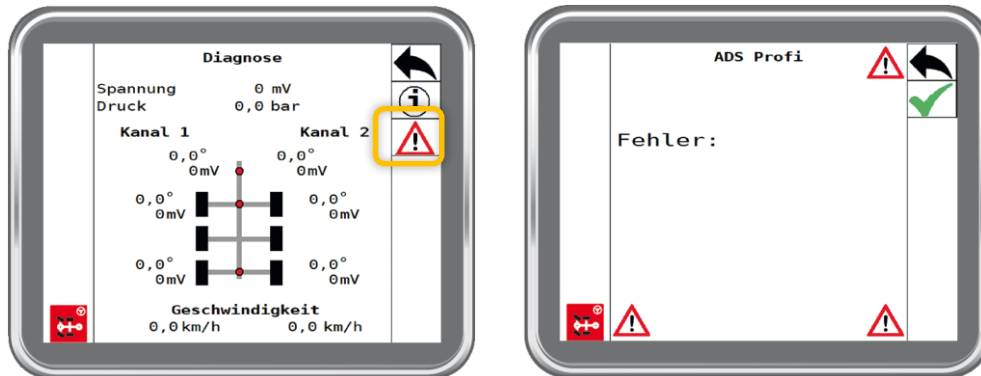 Diagnose
Spannung 0 mV
Druck 0,0 bar
Kanal 1 Kanal 2
0,0° 0,0°
0mV 0mV
0,0° 0,0°
0mV 0mV
0,0° 0,0°
0mV 0mV
Geschwindigkeit
0,0 km/h 0,0 km/h
ADS Profi
Fehler: